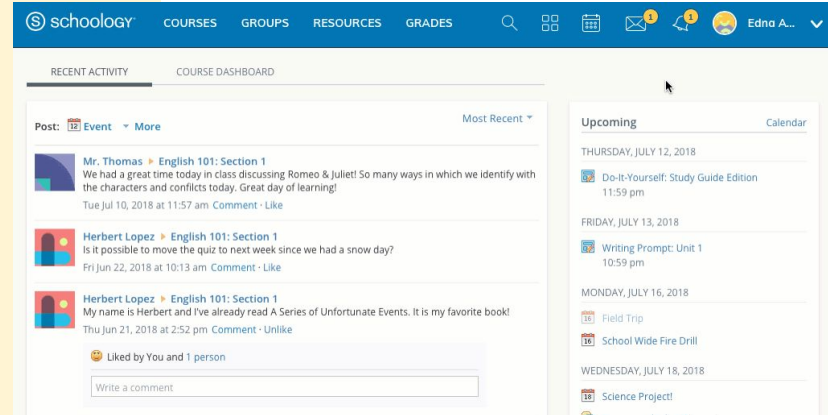 S schoology
COURSES
GROUPS
RESOURCES
GRADES
1
1
Edna A...
RECENT ACTIVITY
COURSE DASHBOARD
Post: 12 Event More
Most Recent
Mr. Thomas English 101: Section 1
We had a great time today in class discussing Romeo & Juliet! So many ways in which we identify with
the characters and confilcts today. Great day of learning!
Tue Jul 10, 2018 at 11:57 am Comment · Like
Herbert Lopez English 101: Section 1
Is it possible to move the quiz to next week since we had a snow day?
Fri Jun 22, 2018 at 10:13 am Comment · Like
Herbert Lopez English 101: Section 1
My name is Herbert and I've already read A Series of Unfortunate Events. It is my favorite book!
Thu Jun 21, 2018 at 2:52 pm Comment · Unlike
Liked by You and 1 person
Write a comment
Upcoming
Calendar
THURSDAY, JULY 12, 2018
Do-It-Yourself: Study Guide Edition
11:59 pm
FRIDAY, JULY 13, 2018
Writing Prompt: Unit 1
10:59 pm
MONDAY, JULY 16, 2018
16 Field Trip
16 School Wide Fire Drill
WEDNESDAY, JULY 18, 2018
18 Science Project!